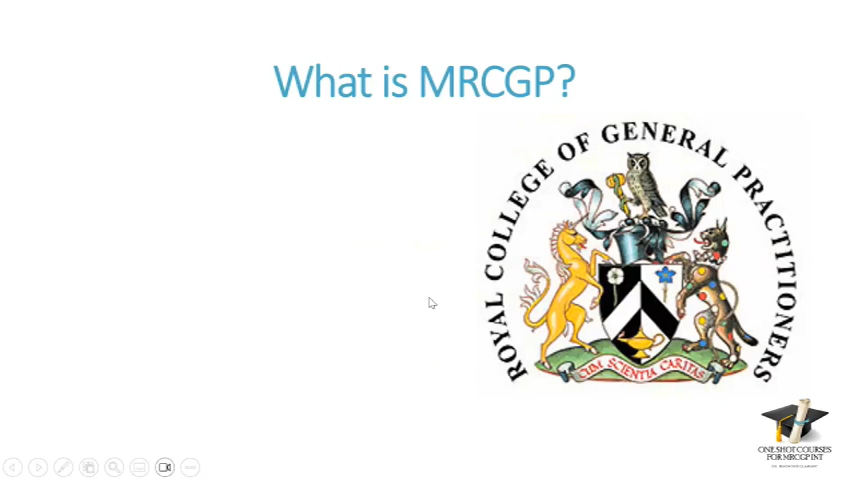 What is MRCGP?
ROYAL COLLEGE OF GENERAL PRACTITIONERS
CUM SCIENTIA CARITAS
ONE SHOT COURSES
FOR MRCGP INT